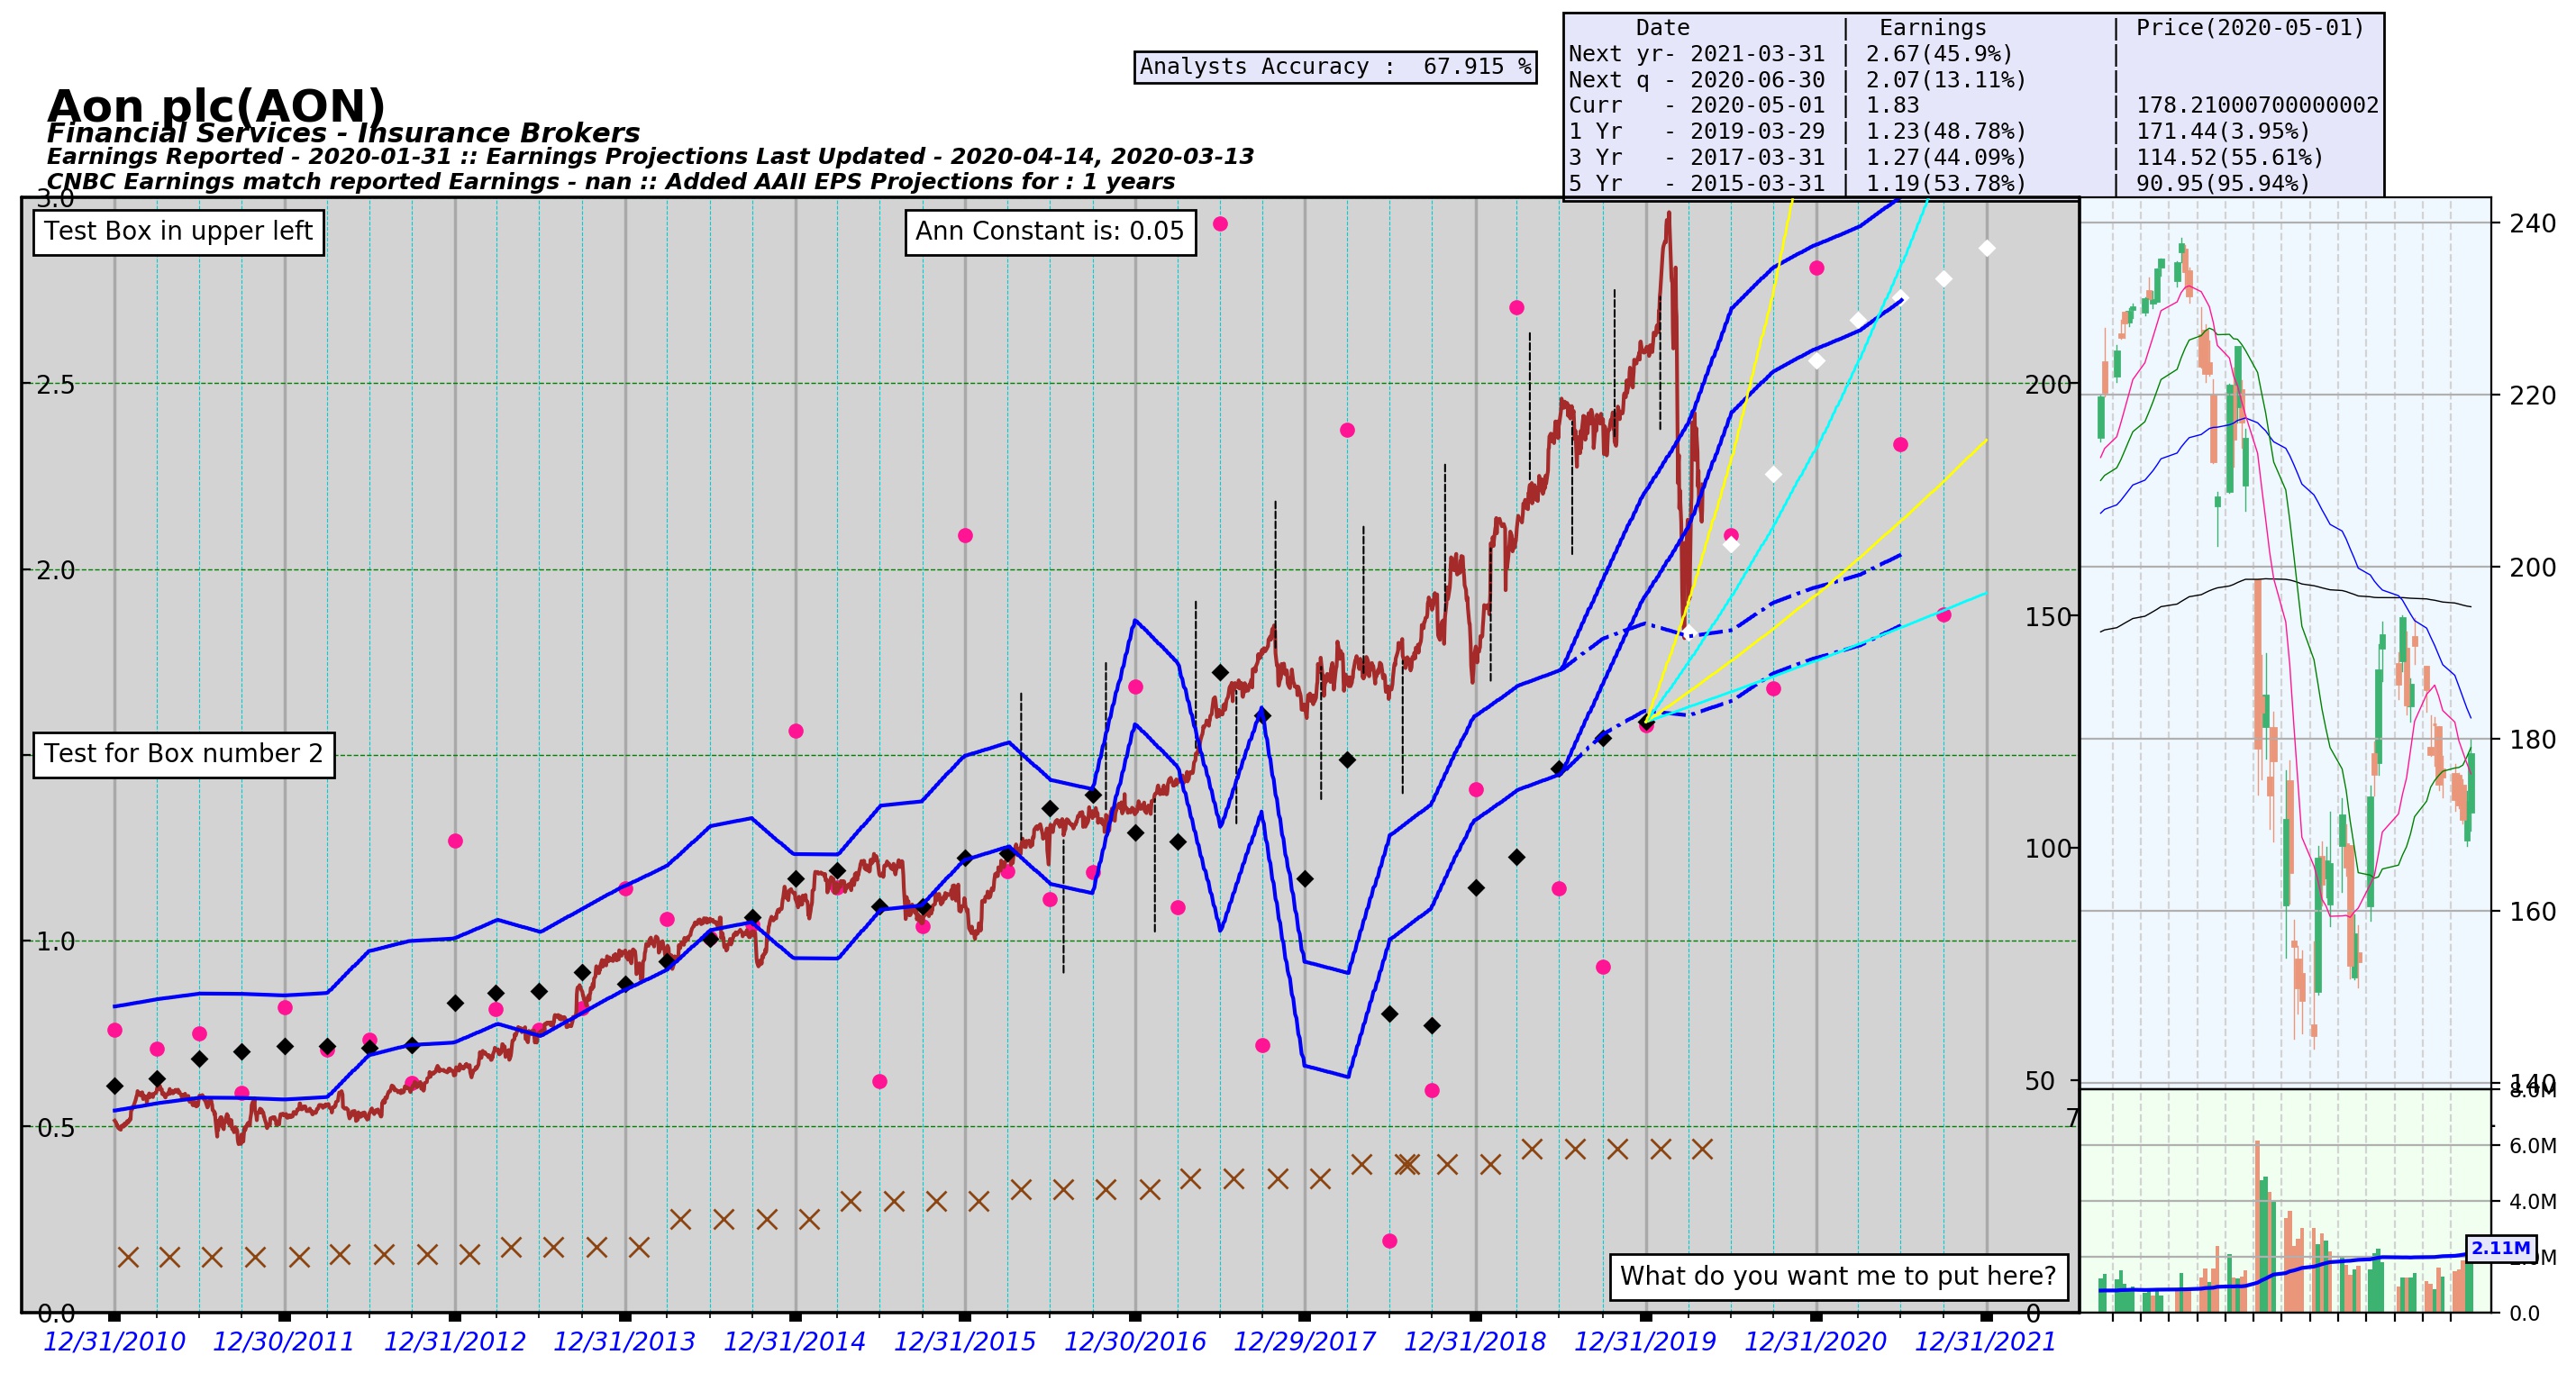 Date | Earnings | Price(2020-05-01)
Next yr- 2021-03-31 | 2.67(45.9%) |
Next q - 2020-06-30 | 2.07(13.11%) |
Curr - 2020-05-01 | 1.83 | 178.21000700000002
1 Yr - 2019-03-29 | 1.23(48.78%) | 171.44(3.95%)
3 Yr - 2017-03-31 | 1.27(44.09%) | 114.52(55.61%)
5 Yr - 2015-03-31 | 1.19(53.78%) | 90.95(95.94%)
Analysts Accuracy : 67.915 %
Aon plc(AON)
Financial Services - Insurance Brokers
Earnings Reported - 2020-01-31 :: Earnings Projections Last Updated - 2020-04-14, 2020-03-13
CNBC Earnings match reported Earnings - nan :: Added AAII EPS Projections for : 1 years
Test Box in upper left
Ann Constant is: 0.05
Test for Box number 2
What do you want me to put here?
3.0
2.5
2.0
1.0
0.5
0.0
200
150
100
50
7
0
240
220
200
180
160
140
8.0M
6.0M
4.0M
2.11M
0.0
12/31/2010 12/30/2011 12/31/2012 12/31/2013 12/31/2014 12/31/2015 12/30/2016 12/29/2017 12/31/2018 12/31/2019 12/31/2020 12/31/2021